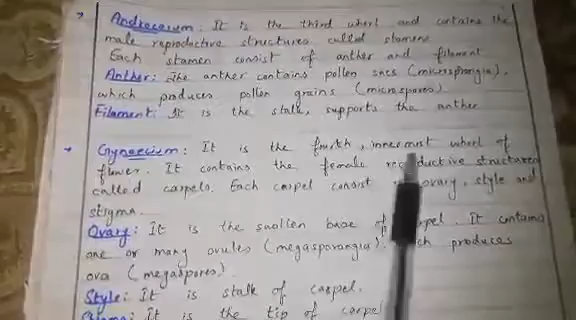 Androecium: It is the third whorl and contains the
male reproductive structures called stamens
Each stamen consist of anther and filament
Anther: The anther contains pollen sacs (microsporangia),
which produces pollen grains (microspores)
Filament: It is the stalk, supports the anther
Gynoecium: It is the fourth, innermost whorl of
flower. It contains the female reproductive structures
called carpels. Each carpel consist ovary, style and
stigma.
Ovary: It is the swollen base of It contains
one or many ovules (megasporangia). produces
ova (megaspores).
Style: It is stalk of carpel.
Stigma: It is the tip of carpel